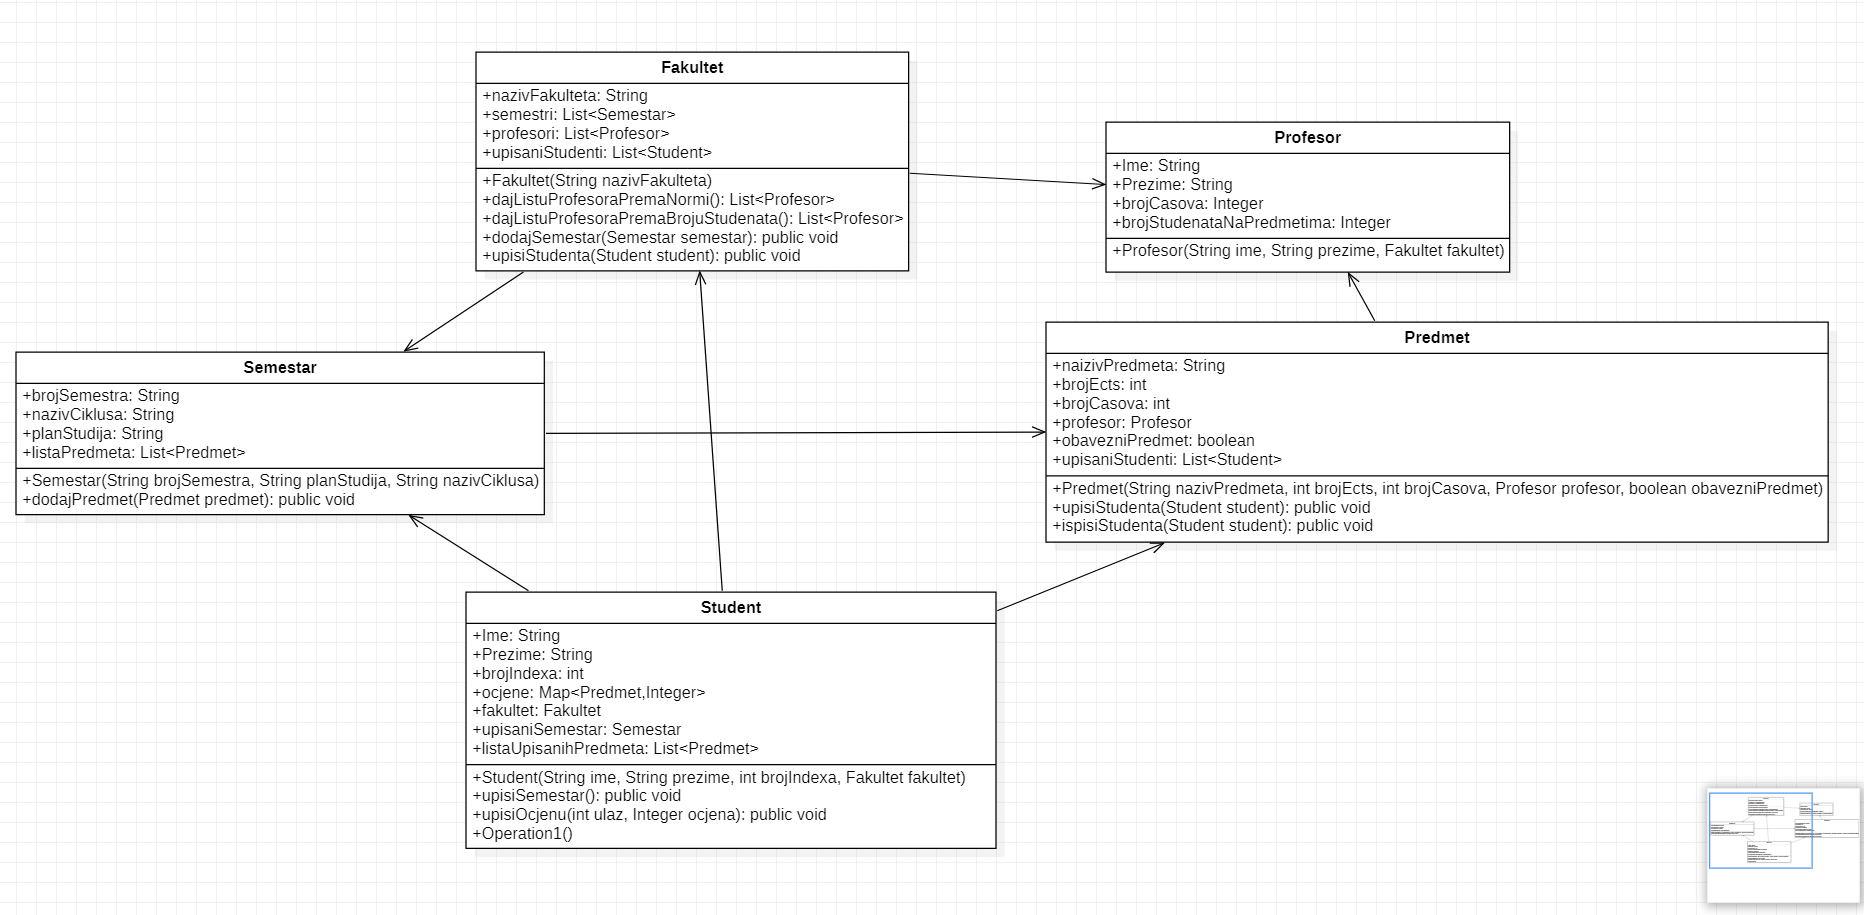 Fakultet
+nazivFakulteta: String
+semestri: List<Semestar>
+profesori: List<Profesor>
+upisaniStudenti: List<Student>
+Fakultet(String nazivFakulteta)
+dajListuProfesoraPremaNormi(): List<Profesor>
+dajListuProfesoraPremaBrojuStudenata(): List<Profesor>
+dodajSemestar(Semestar semestar): public void
+upisiStudenta(Student student): public void
Profesor
+Ime: String
+Prezime: String
+brojCasova: Integer
+brojStudenataNaPredmetima: Integer
+Profesor(String ime, String prezime, Fakultet fakultet)
Semestar
+brojSemestra: String
+nazivCiklusa: String
+planStudija: String
+listaPredmeta: List<Predmet>
+Semestar(String brojSemestra, String planStudija, String nazivCiklusa)
+dodajPredmet(Predmet predmet): public void
Predmet
+naizivPredmeta: String
+brojEcts: int
+brojCasova: int
+profesor: Profesor
+obavezniPredmet: boolean
+upisaniStudenti: List<Student>
+Predmet(String nazivPredmeta, int brojEcts, int brojCasova, Profesor profesor, boolean obavezniPredmet)
+upisiStudenta(Student student): public void
+ispisiStudenta(Student student): public void
Student
+Ime: String
+Prezime: String
+brojIndexa: int
+ocjene: Map<Predmet,Integer>
+fakultet: Fakultet
+upisaniSemestar: Semestar
+listaUpisanihPredmeta: List<Predmet>
+Student(String ime, String prezime, int brojIndexa, Fakultet fakultet)
+upisiSemestar(): public void
+upisiOcjenu(int ulaz, Integer ocjena): public void
+Operation1()